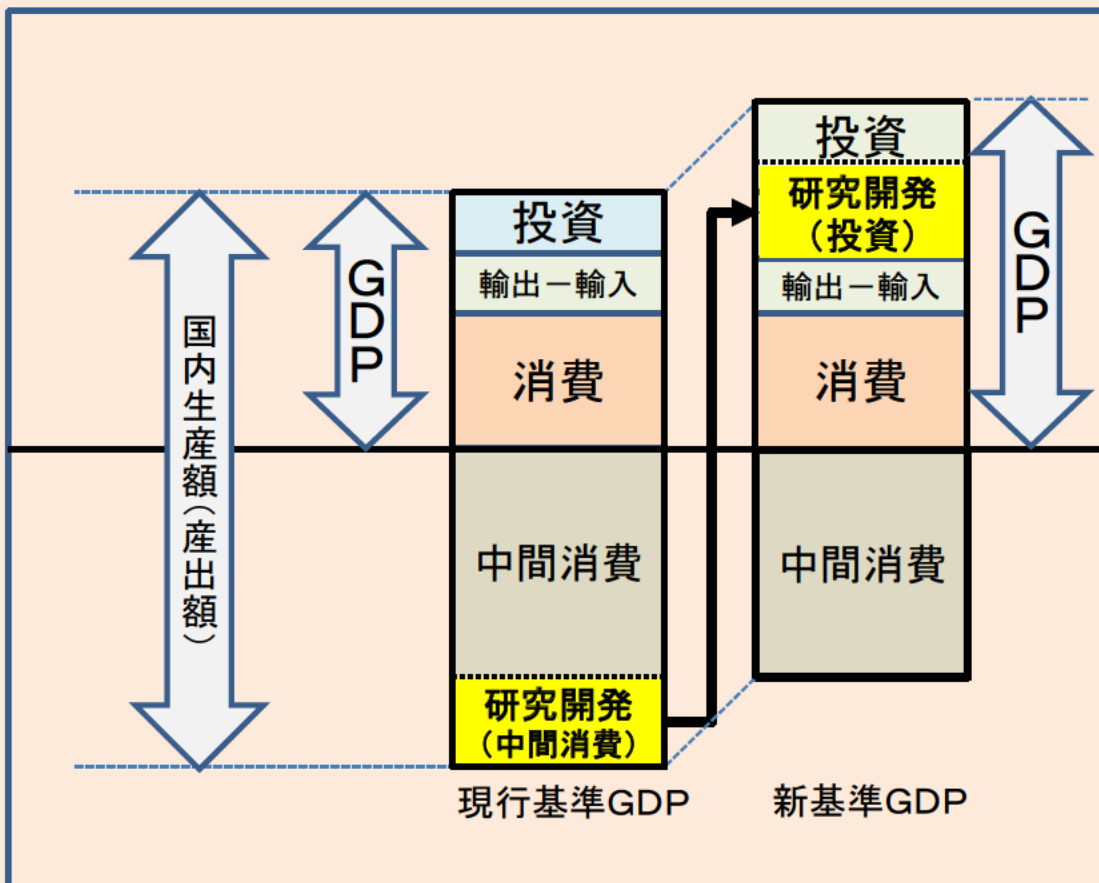 国内生産額（産出額）
GDP
投資
輸出－輸入
消費
中間消費
研究開発
（中間消費）
現行基準GDP
投資
研究開発
（投資）
輸出－輸入
消費
中間消費
新基準GDP
GDP